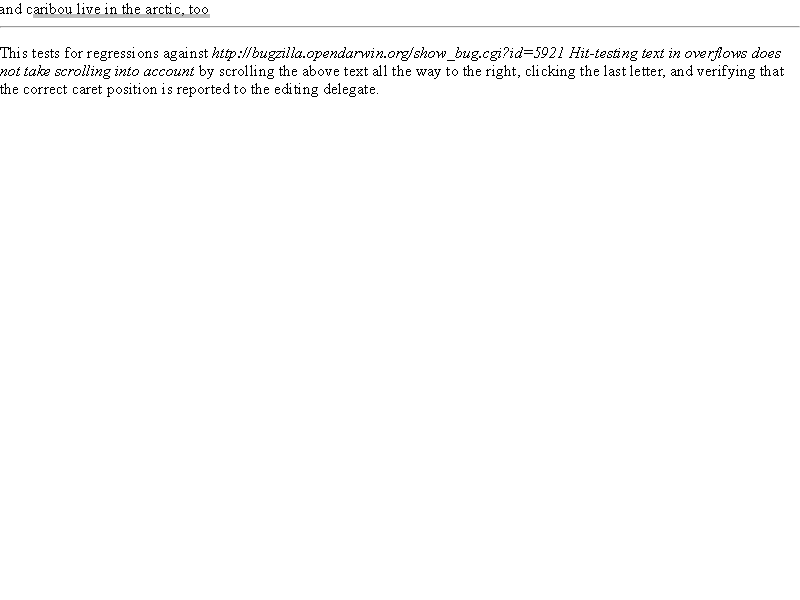 and caribou live in the arctic, too
This tests for regressions against http://bugzilla.opendarwin.org/show_bug.cgi?id=5921 Hit-testing text in overflows does
not take scrolling into account by scrolling the above text all the way to the right, clicking the last letter, and verifying that
the correct caret position is reported to the editing delegate.